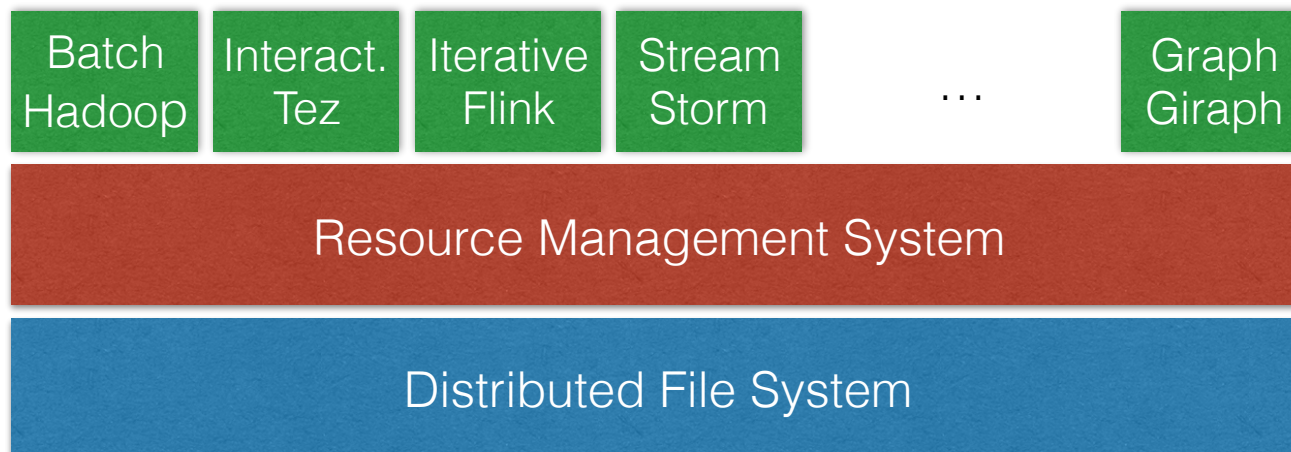 Batch
Hadoop
Interact.
Tez
Iterative
Flink
Stream
Storm
...
Graph
Giraph
Resource Management System
Distributed File System